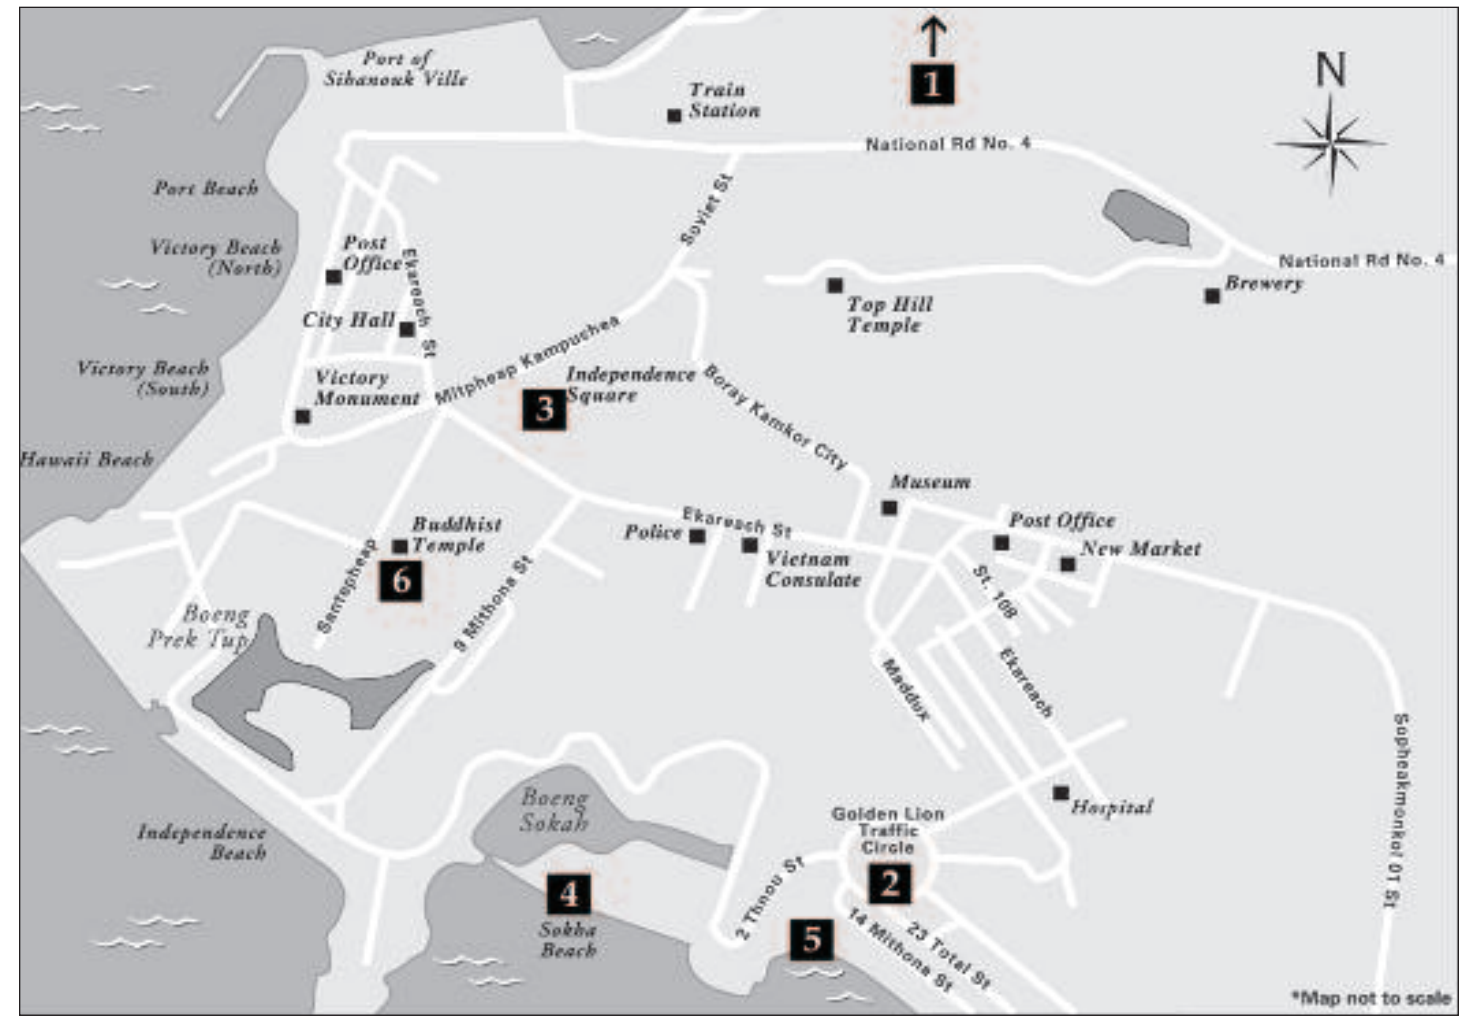 Port of
Sihanouk Ville
1
N
Train
Station
National Rd No. 4
Port Beach
Soviet St
Victory Beach
(North)
Post
Office
Ekareach St
National Rd No. 4
Brewery
Top Hill
Temple
City Hall
Mitpheap Kampuchea
Victory Beach
(South)
Victory
Monument
3
Independence
Square
Boray Kamkor City
Hawaii Beach
Museum
Buddhist
Temple
6
Santepheap
9 Mithona St
Police
Ekareach St
Vietnam
Consulate
Post Office
New Market
St. 108
Boeng
Prek Tup
Ekareach
Maddux
Sopheakmonkol 01 St
Boeng
Sokah
Independence
Beach
Golden Lion
Traffic
Circle
Hospital
2
4
Sokha
Beach
2 Thnou St
5
14 Mithona St
23 Total St
*Map not to scale